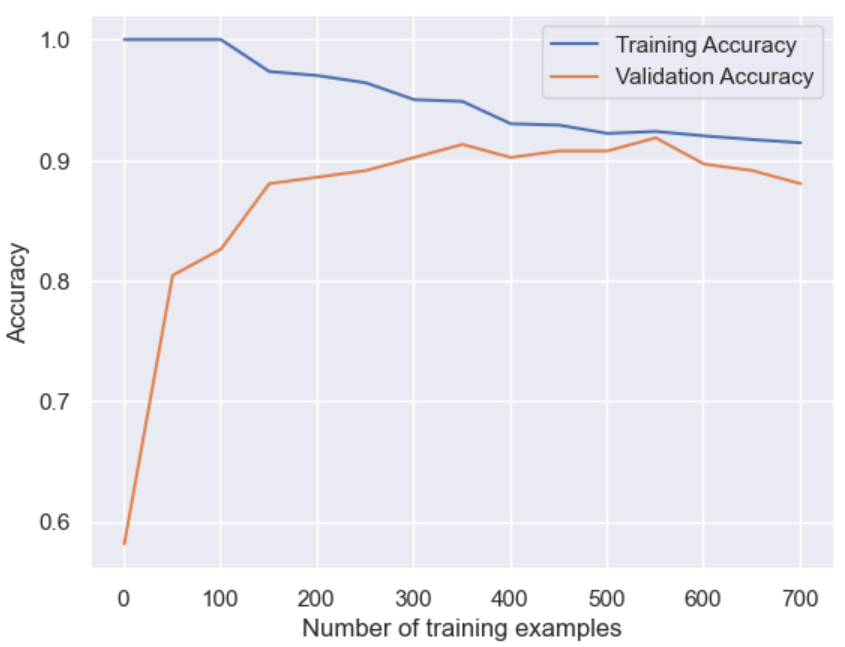 1.0
0.9
0.8
0.7
0.6
Accuracy
Training Accuracy
Validation Accuracy
0 100 200 300 400 500 600 700
Number of training examples